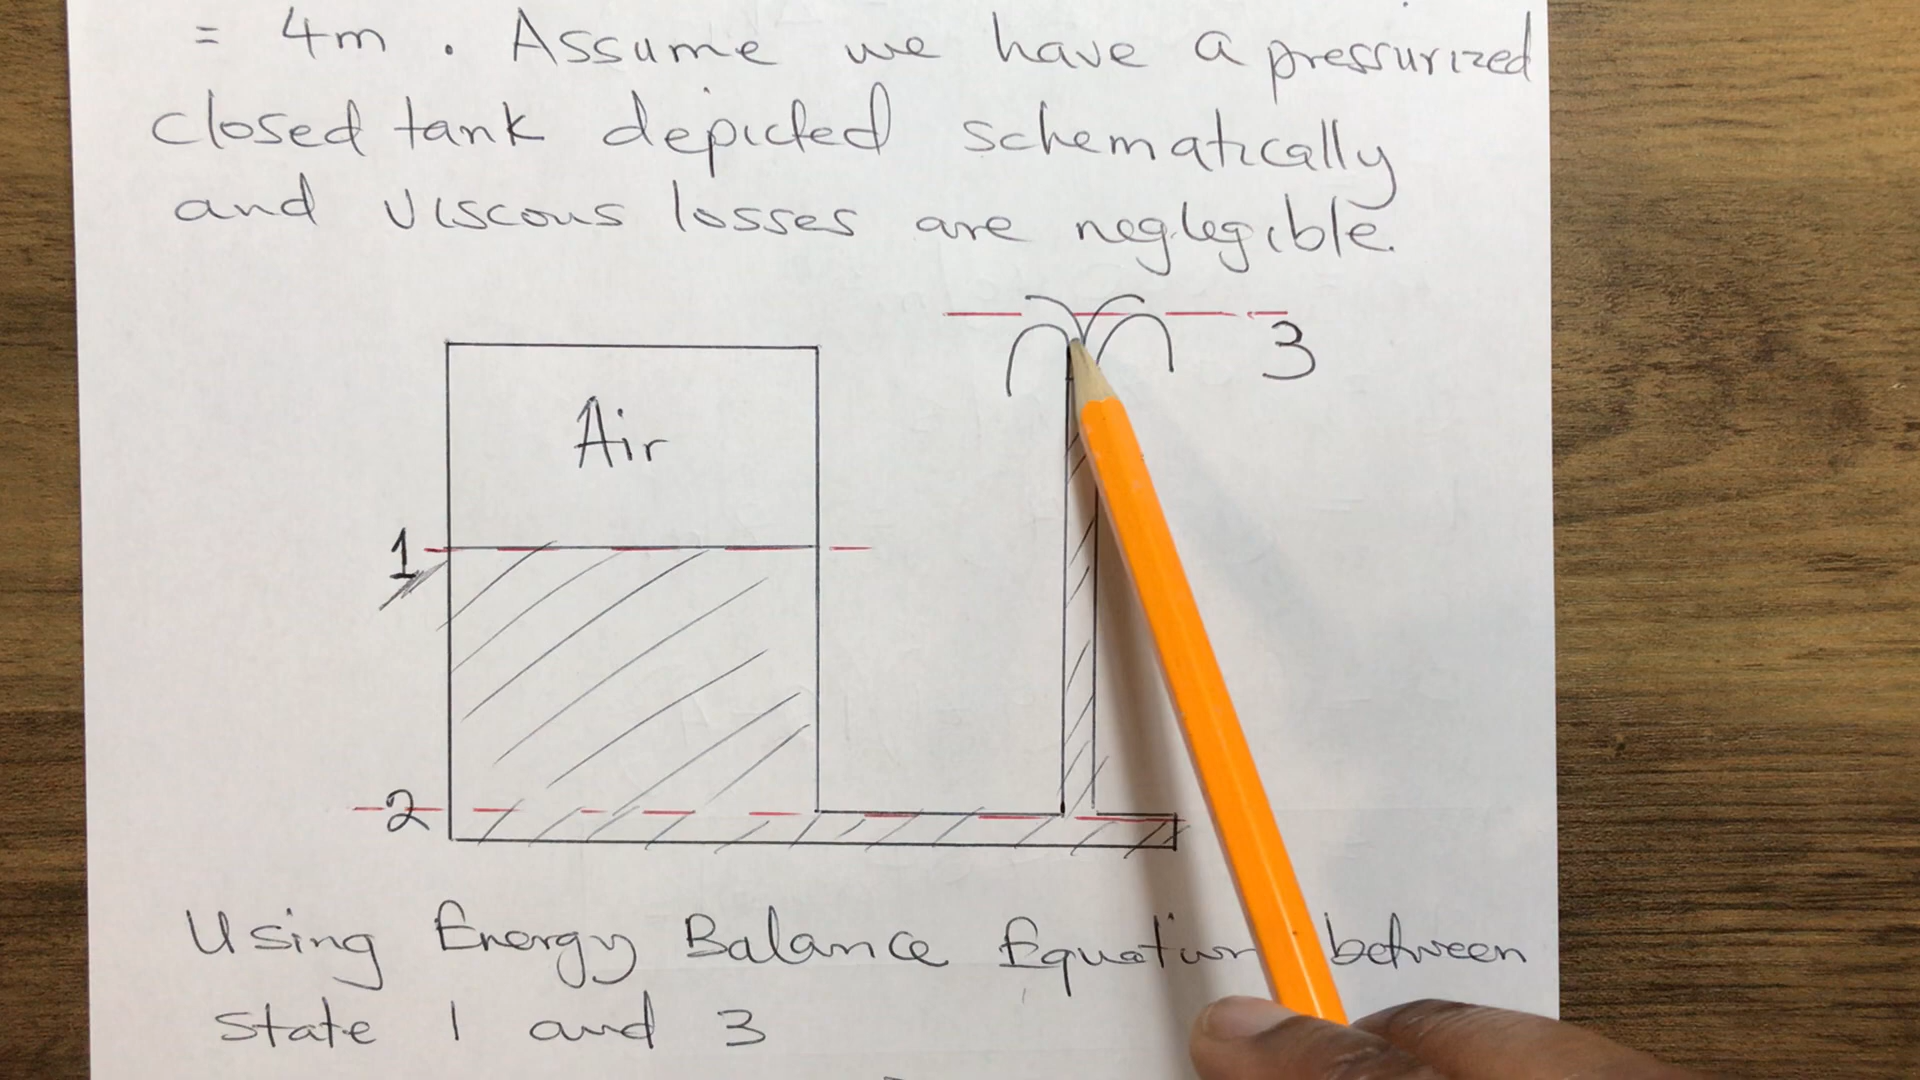 = 4m . Assume we have a pressurized
closed tank depicted schematically
and viscous losses are neglegible.
3
Air
1
2
Using Energy Balance Equation between
state 1 and 3